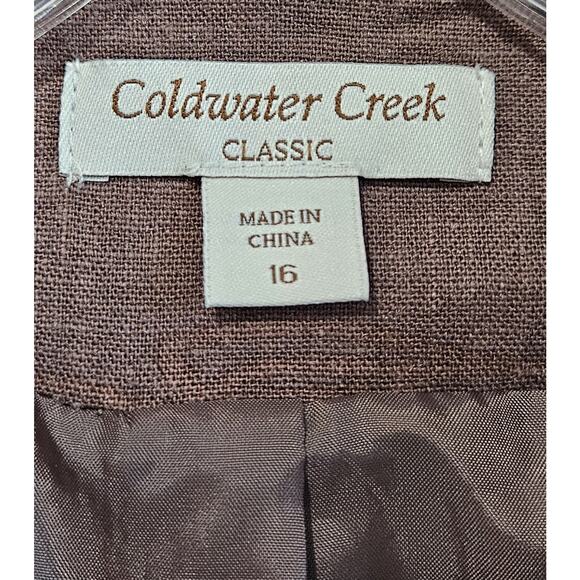 Coldwater Creek
CLASSIC
MADE IN
CHINA
16